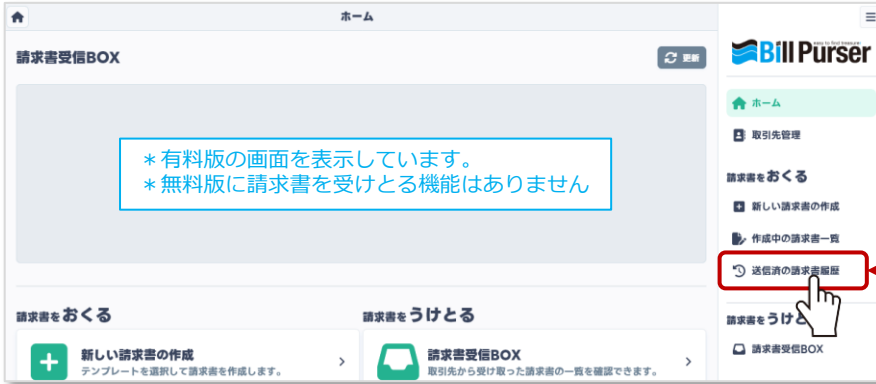 ホーム
請求書受信BOX
更新
＊有料版の画面を表示しています。
＊無料版に請求書を受けとる機能はありません
請求書をおくる
新しい請求書の作成
テンプレートを選択して請求書を作成します。
請求書をうけとる
請求書受信BOX
取引先から受け取った請求書の一覧を確認できます。
Bill Purser
ホーム
取引先管理
請求書をおくる
新しい請求書の作成
作成中の請求書一覧
送信済の請求書履歴
請求書をうけと
請求書受信BOX